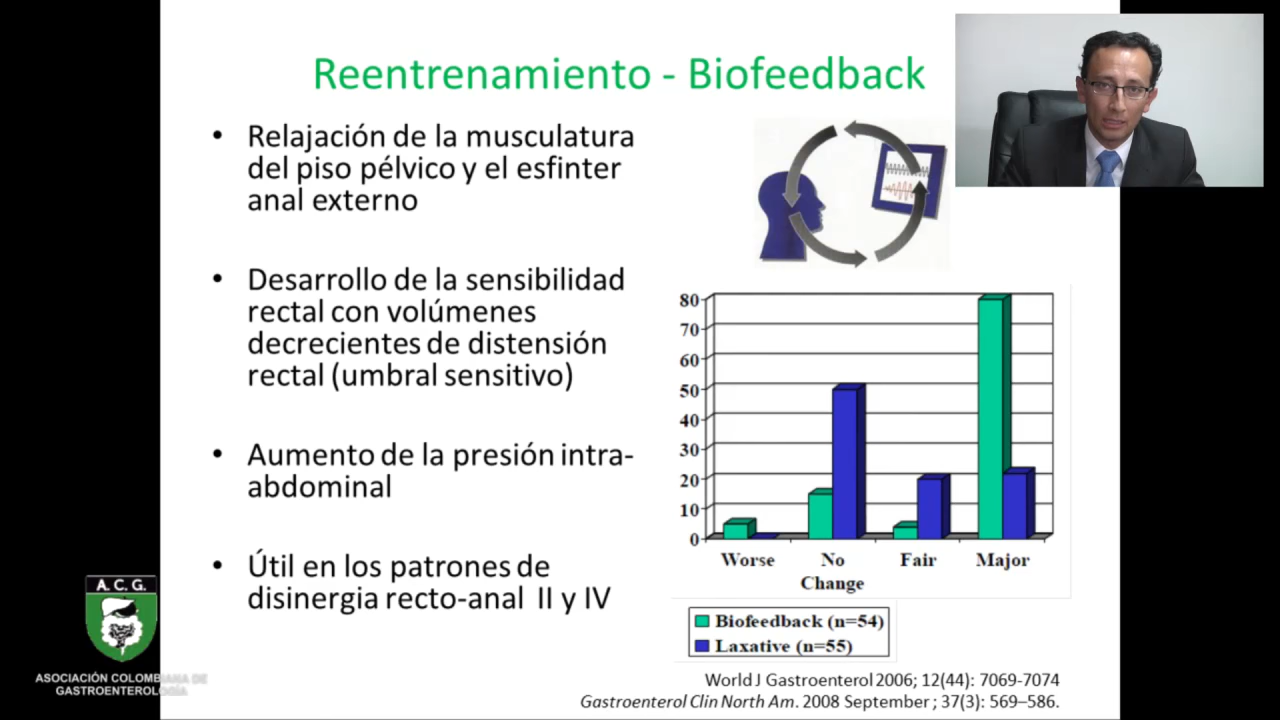 Reentrenamiento - Biofeedback
• Relajación de la musculatura
del piso pélvico y el esfinter
anal externo
• Desarrollo de la sensibilidad
rectal con volúmenes
decrecientes de distensión
rectal (umbral sensitivo)
• Aumento de la presión intra-
abdominal
• Útil en los patrones de
disinergia recto-anal II y IV
80
70
60
50
40
30
20
10
0
Worse
No
Change
Fair
Major
Biofeedback (n=54)
Laxative (n=55)
World J Gastroenterol 2006; 12(44): 7069-7074
Gastroenterol Clin North Am. 2008 September ; 37(3): 569–586.
A. C. G.
ASOCIACIÓN COLOMBIANA DE
GASTROENTEROLOGÍA